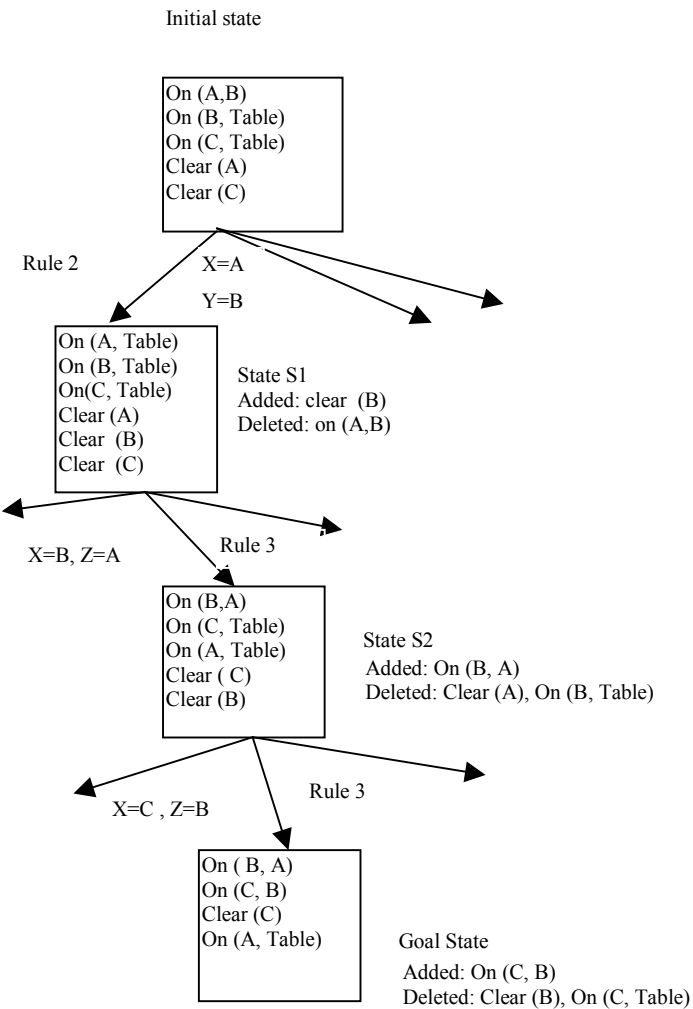 Initial state
On (A,B)
On (B, Table)
On (C, Table)
Clear (A)
Clear (C)
Rule 2
X=A
Y=B
On (A, Table)
On (B, Table)
On(C, Table)
Clear (A)
Clear  (B)
Clear  (C)
State S1
Added: clear  (B)
Deleted: on (A,B)
X=B, Z=A
Rule 3
On (B,A)
On (C, Table)
On (A, Table)
Clear ( C)
Clear (B)
State S2
Added: On (B, A)
Deleted: Clear (A), On (B, Table)
X=C , Z=B
Rule 3
On ( B, A)
On (C, B)
Clear (C)
On (A, Table)
Goal State
Added: On (C, B)
Deleted: Clear (B), On (C, Table)